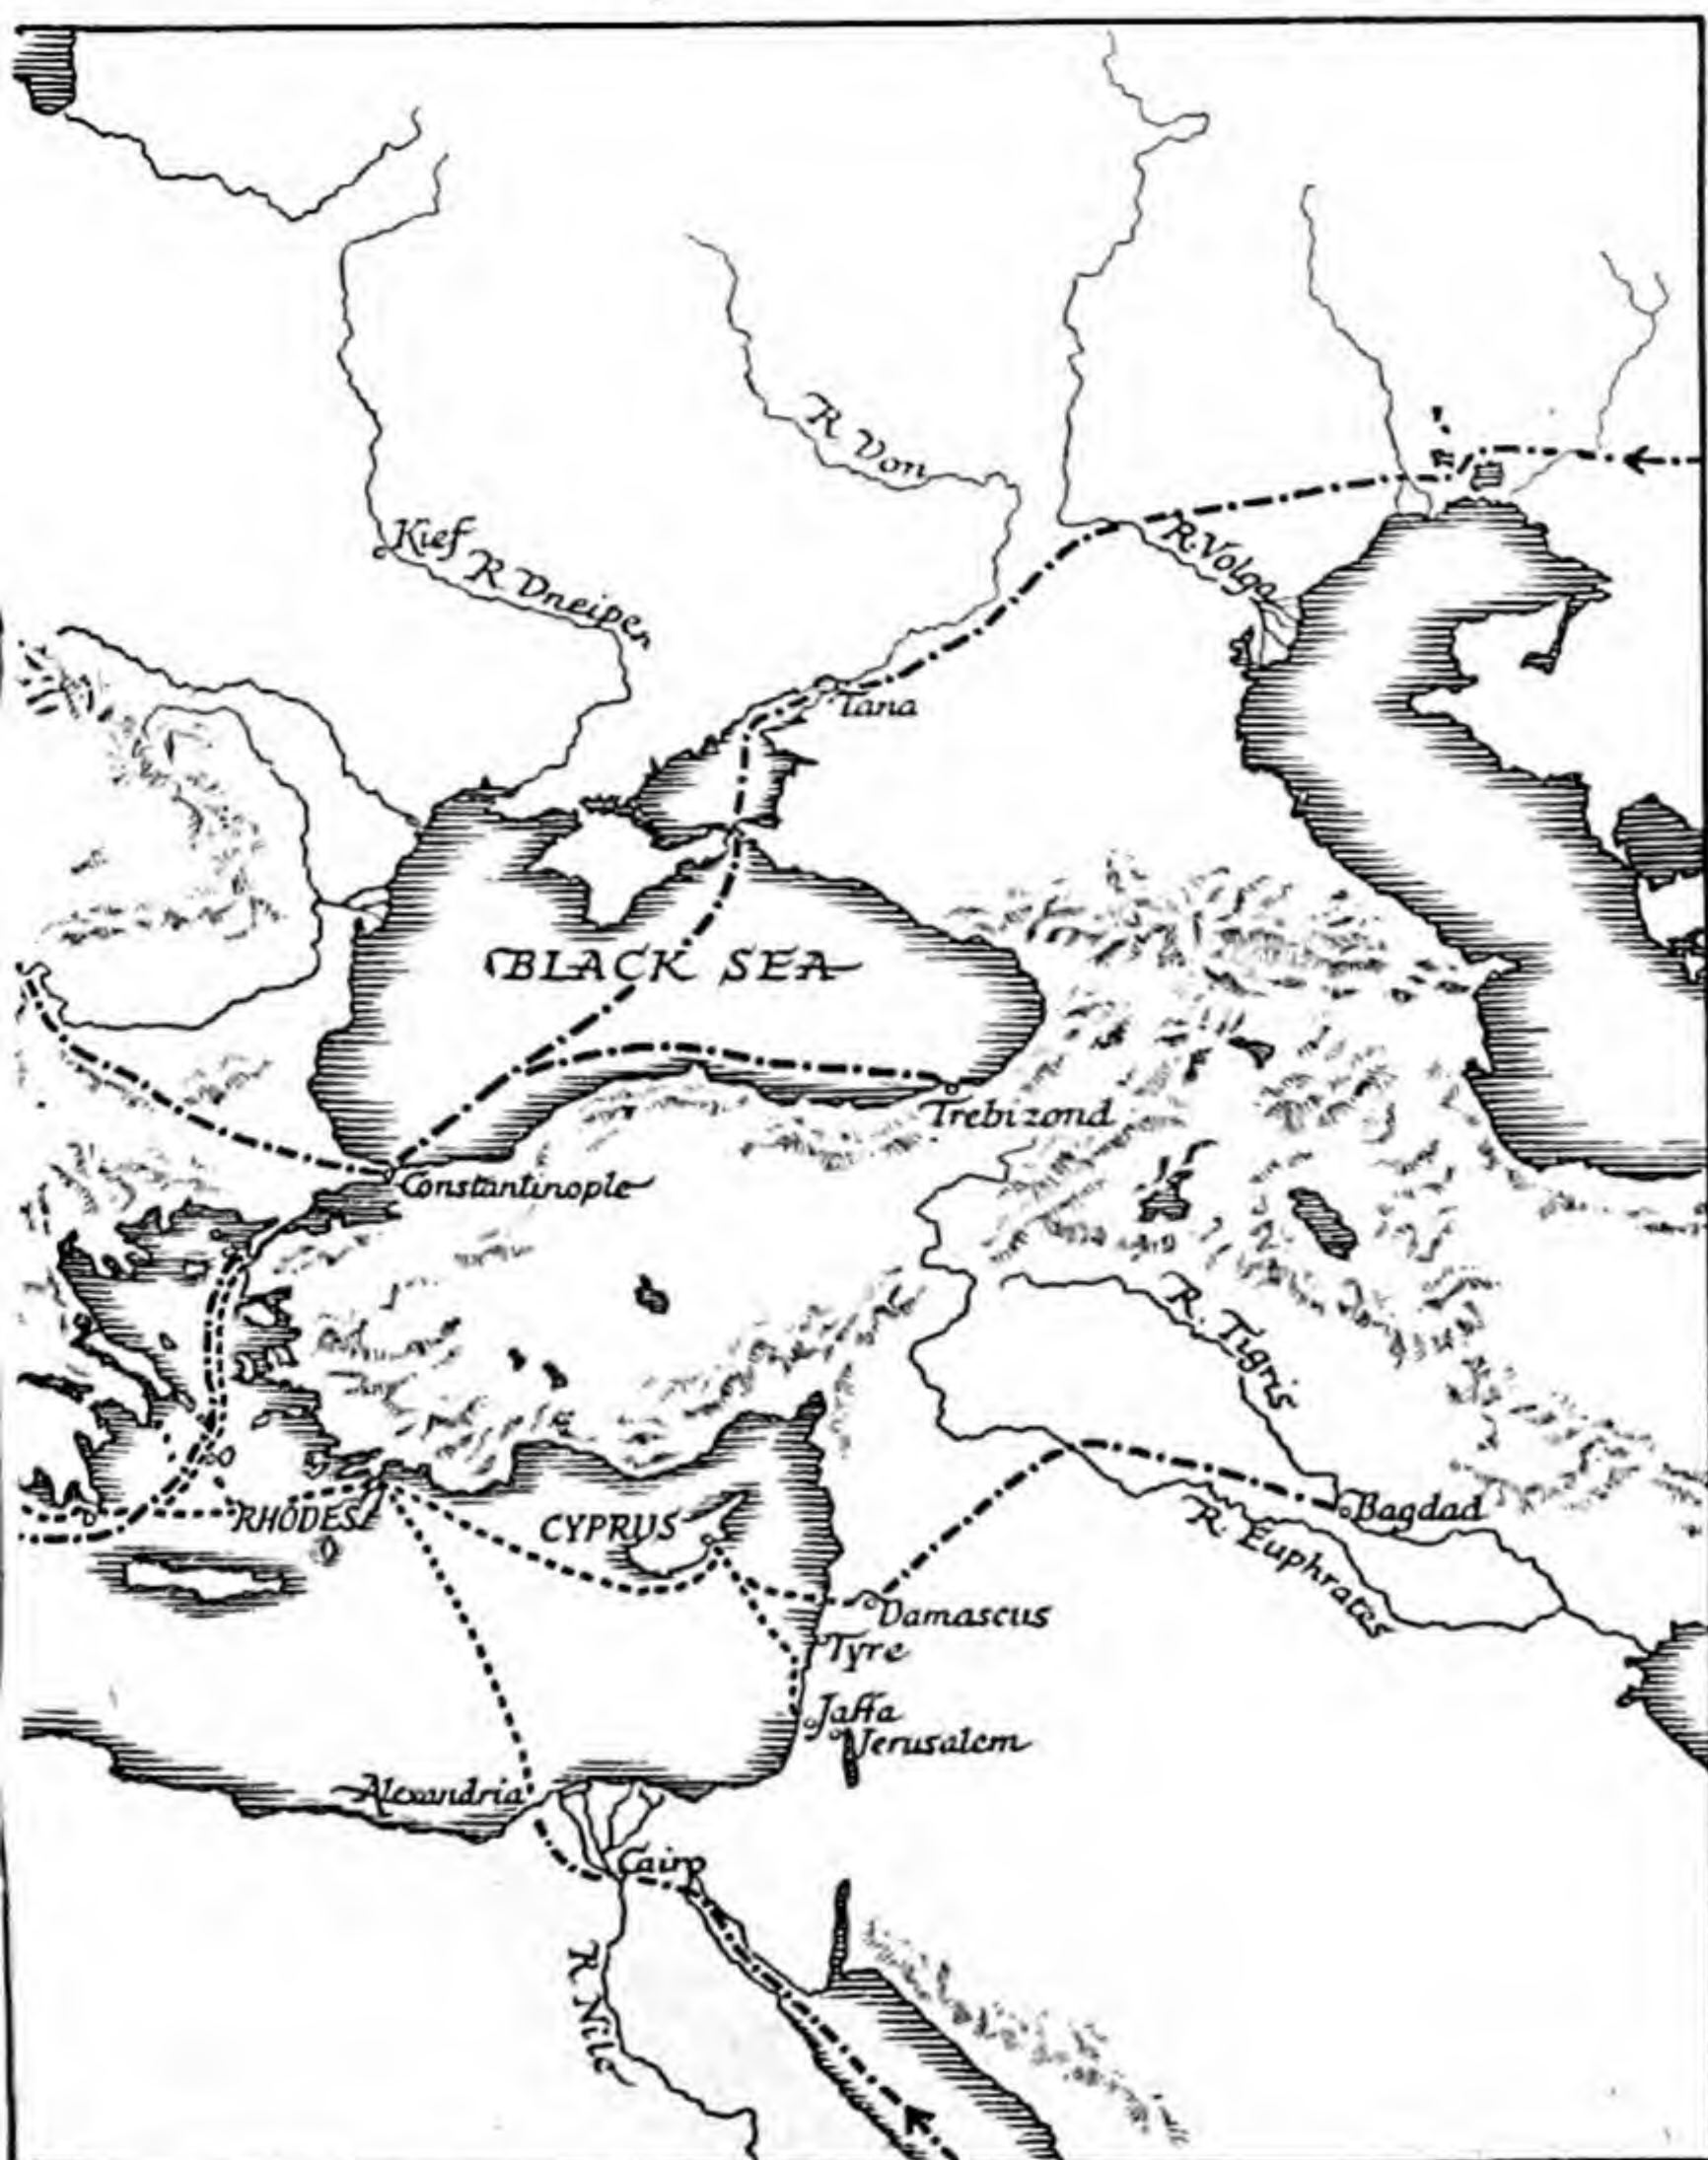 R Don
Kief
R Dneiper
R. Volga
Tana
BLACK SEA
Trebizond
Constantinople
R. Tigris
RHODES
CYPRUS
Bagdad
R. Euphrates
Damascus
Tyre
Jaffa
Jerusalem
Alexandria
Cairo
R Nile